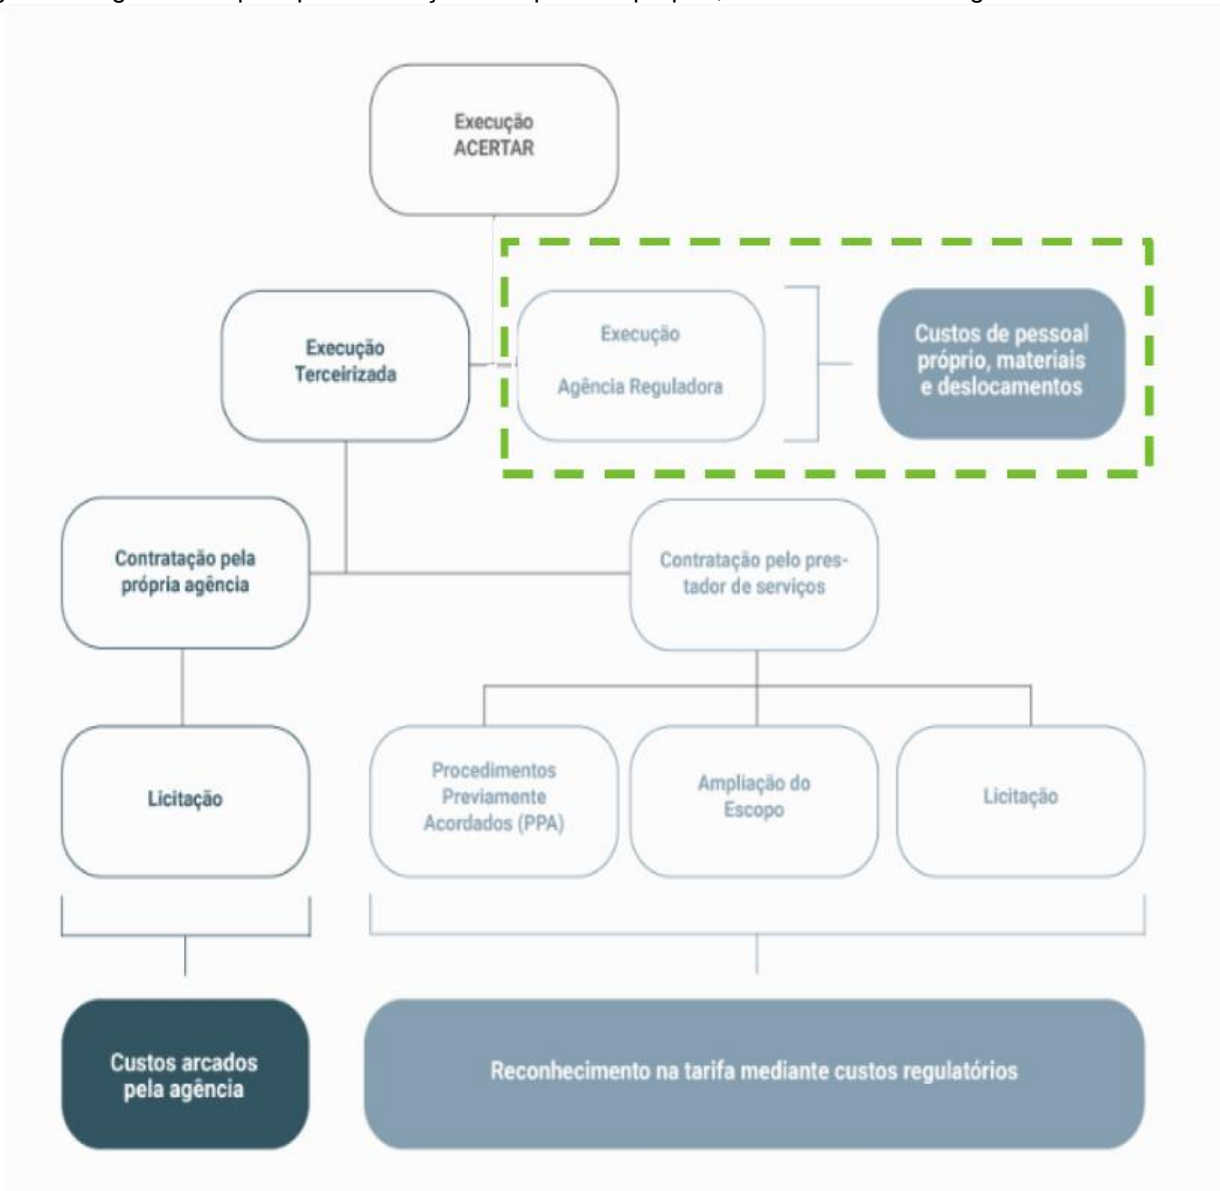 Execução
ACERTAR
Execução
Terceirizada
Execução
Agência Reguladora
Custos de pessoal
próprio, materiais
e deslocamentos
Contratação pela
própria agência
Contratação pelo pres-
tador de serviços
Licitação
Procedimentos
Previamente
Acordados (PPA)
Ampliação do
Escopo
Licitação
Custos arcados
pela agência
Reconhecimento na tarifa mediante custos regulatórios